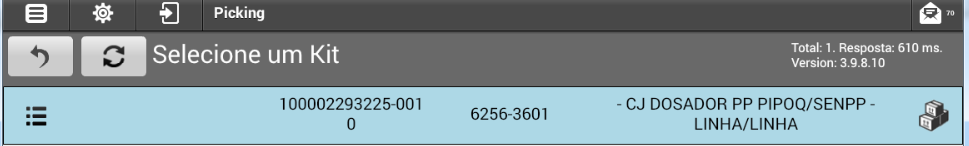 Picking
70
Selecione um Kit
Total: 1. Resposta: 610 ms.
Version: 3.9.8.10
100002293225-001
0
6256-3601
- CJ DOSADOR PP PIPOQ/SENPP -
LINHA/LINHA